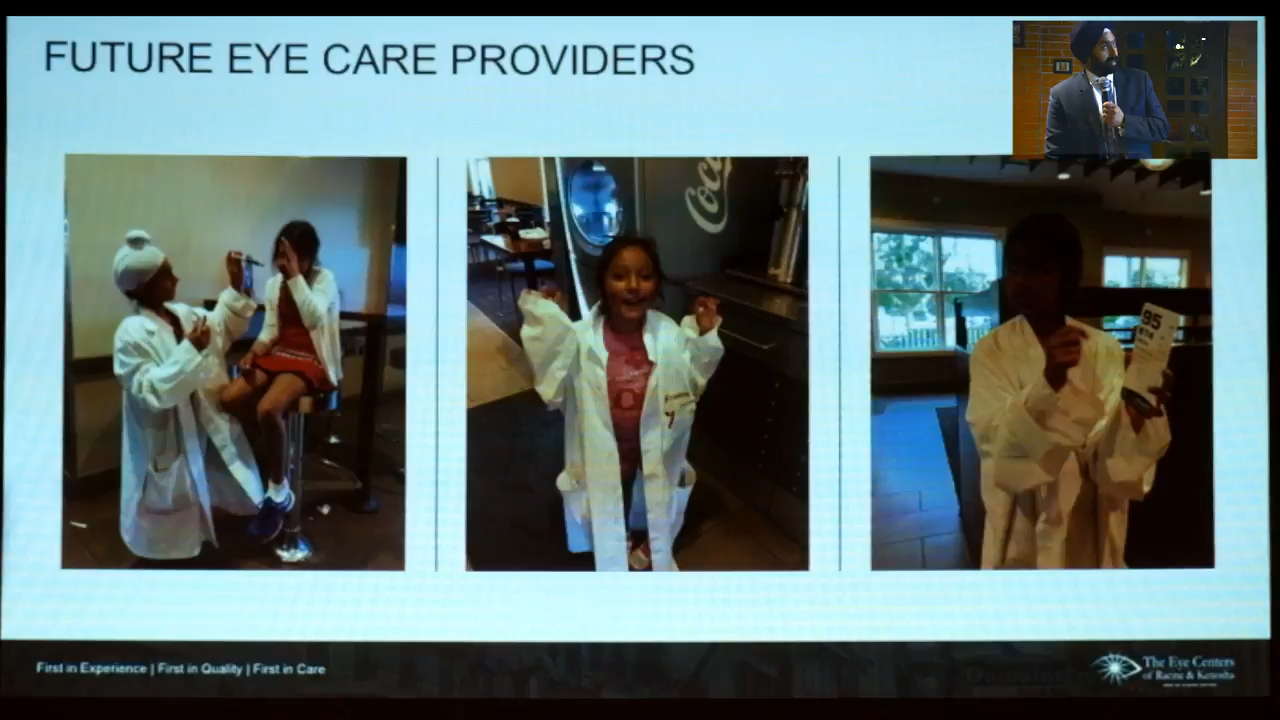 FUTURE EYE CARE PROVIDERS
Coca
95
First in Experience | First in Quality | First in Care
The Eye Centers
of Racine & Kenosha